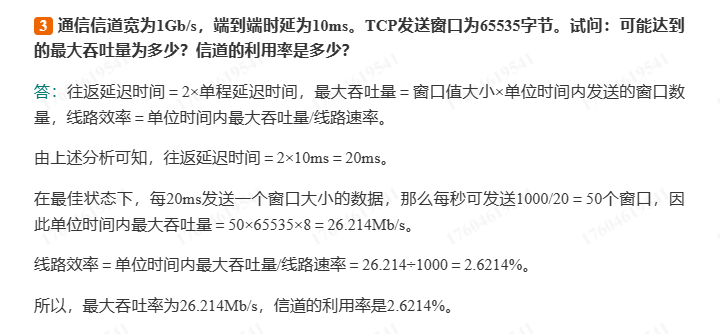 3 通信信道宽为1Gb/s，端到端时延为10ms。TCP发送窗口为65535字节。试问：可能达到
的最大吞吐量为多少？信道的利用率是多少？
答：往返延迟时间＝2×单程延迟时间，最大吞吐量＝窗口值大小×单位时间内发送的窗口数
量，线路效率＝单位时间内最大吞吐量/线路速率。
由上述分析可知，往返延迟时间＝2×10ms＝20ms。
在最佳状态下，每20ms发送一个窗口大小的数据，那么每秒可发送1000/20＝50个窗口，因
此单位时间内最大吞吐量＝50×65535×8＝26.214Mb/s。
线路效率＝单位时间内最大吞吐量/线路速率＝26.214÷1000＝2.6214%。
所以，最大吞吐率为26.214Mb/s，信道的利用率是2.6214%。
17604619541